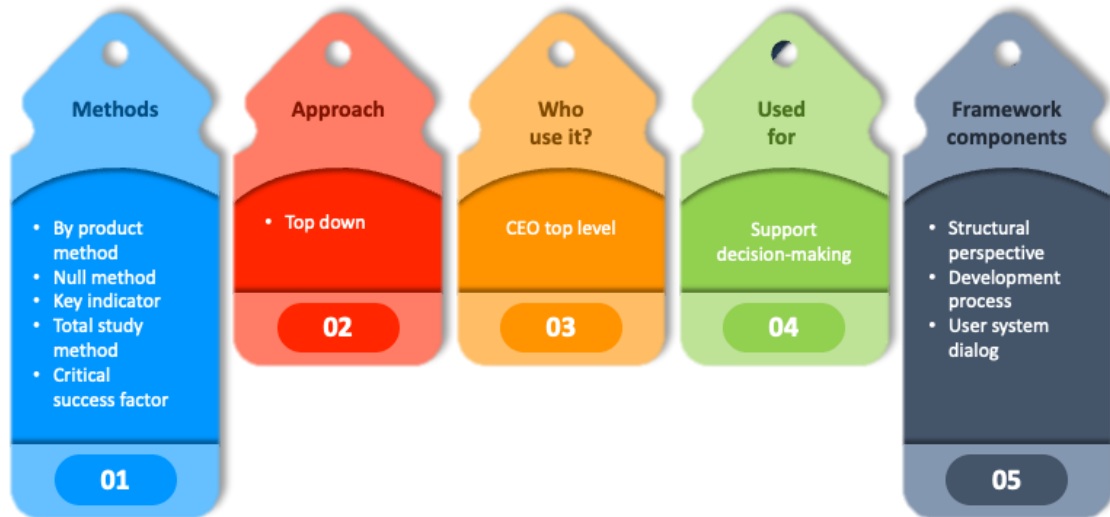 Methods
• By product
method
• Null method
• Key indicator
• Total study
method
• Critical
success factor
01
Approach
• Top down
02
Who
use it?
CEO top level
03
Used
for
Support
decision-making
04
Framework
components
• Structural
perspective
• Development
process
• User system
dialog
05